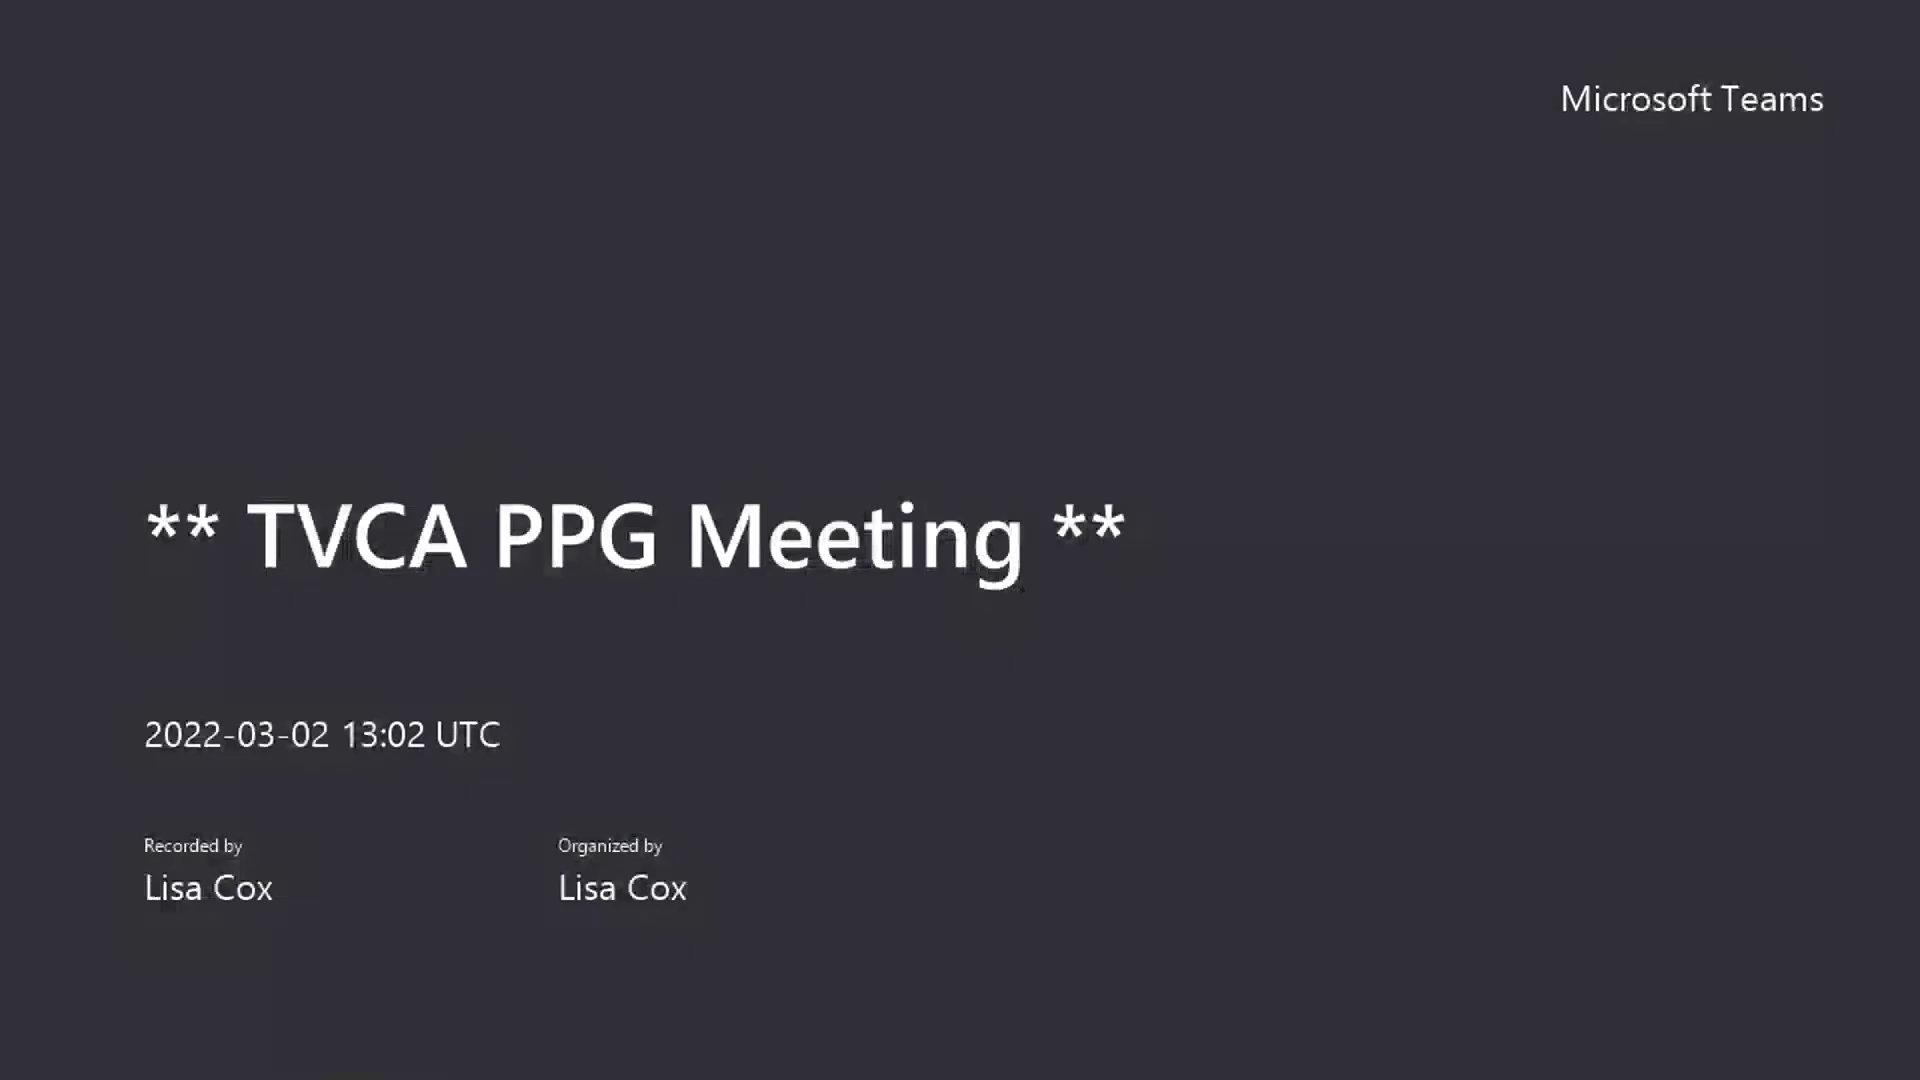 Microsoft Teams
** TVCA PPG Meeting **
2022-03-02 13:02 UTC
Recorded by
Lisa Cox
Organized by
Lisa Cox